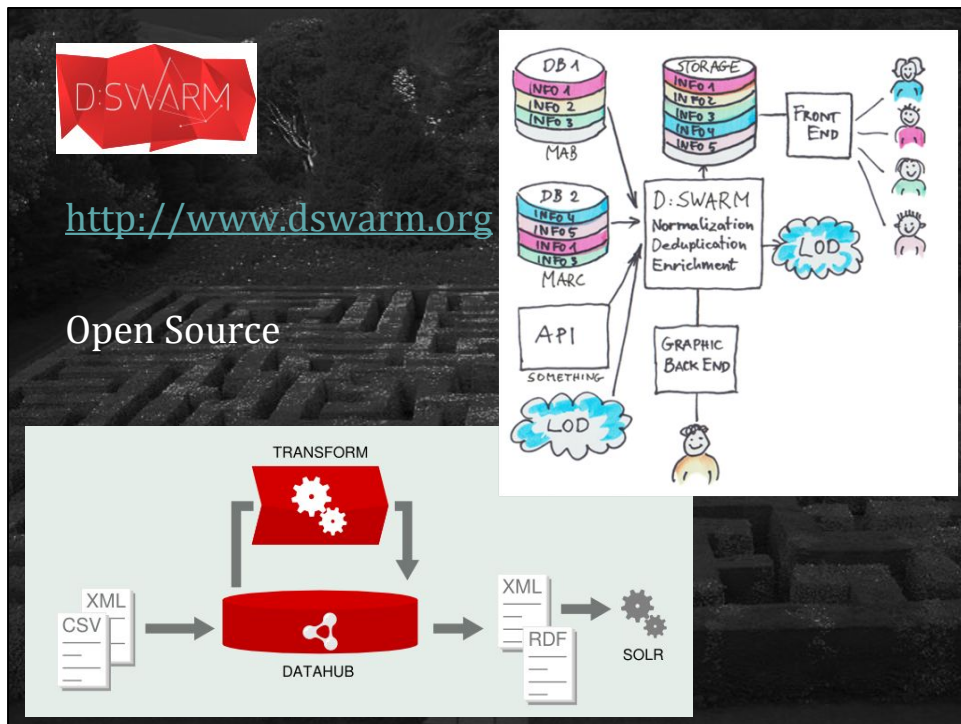 D:SWARM
http://www.dswarm.org
Open Source
DB 1
INFO 1
INFO 2
INFO 3
MAB
DB 2
INFO 4
INFO 5
INFO 1
INFO 3
MARC
API
SOMETHING
LOD
STORAGE
INFO 1
INFO 2
INFO 3
INFO 4
INFO 5
FRONT
END
D:SWARM
Normalization
Deduplication
Enrichment
LOD
GRAPHIC
BACK END
TRANSFORM
XML
CSV
DATAHUB
XML
RDF
SOLR